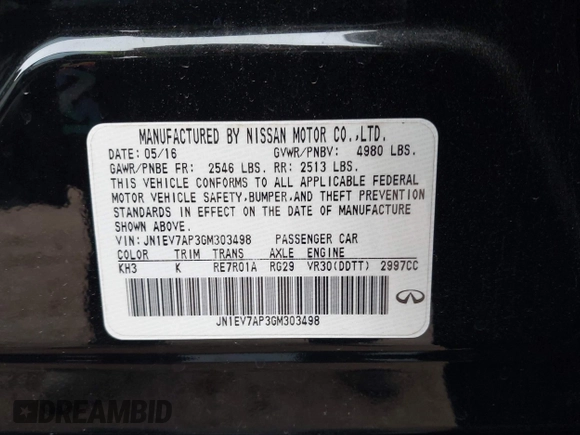 MANUFACTURED BY NISSAN MOTOR CO.,LTD.
DATE: 05/16 GVWR/PNBV: 4980 LBS.
GAWR/PNBE FR: 2546 LBS. RR: 2513 LBS.
THIS VEHICLE CONFORMS TO ALL APPLICABLE FEDERAL
MOTOR VEHICLE SAFETY,BUMPER,AND THEFT PREVENTION
STANDARDS IN EFFECT ON THE DATE OF MANUFACTURE
SHOWN ABOVE.
VIN: JN1EV7AP3GM303498 PASSENGER CAR
COLOR TRIM TRANS AXLE ENGINE
KH3 K RE7R01A RG29 VR30(DDTT) 2997CC
JN1EV7AP3GM303498
DREAMBID